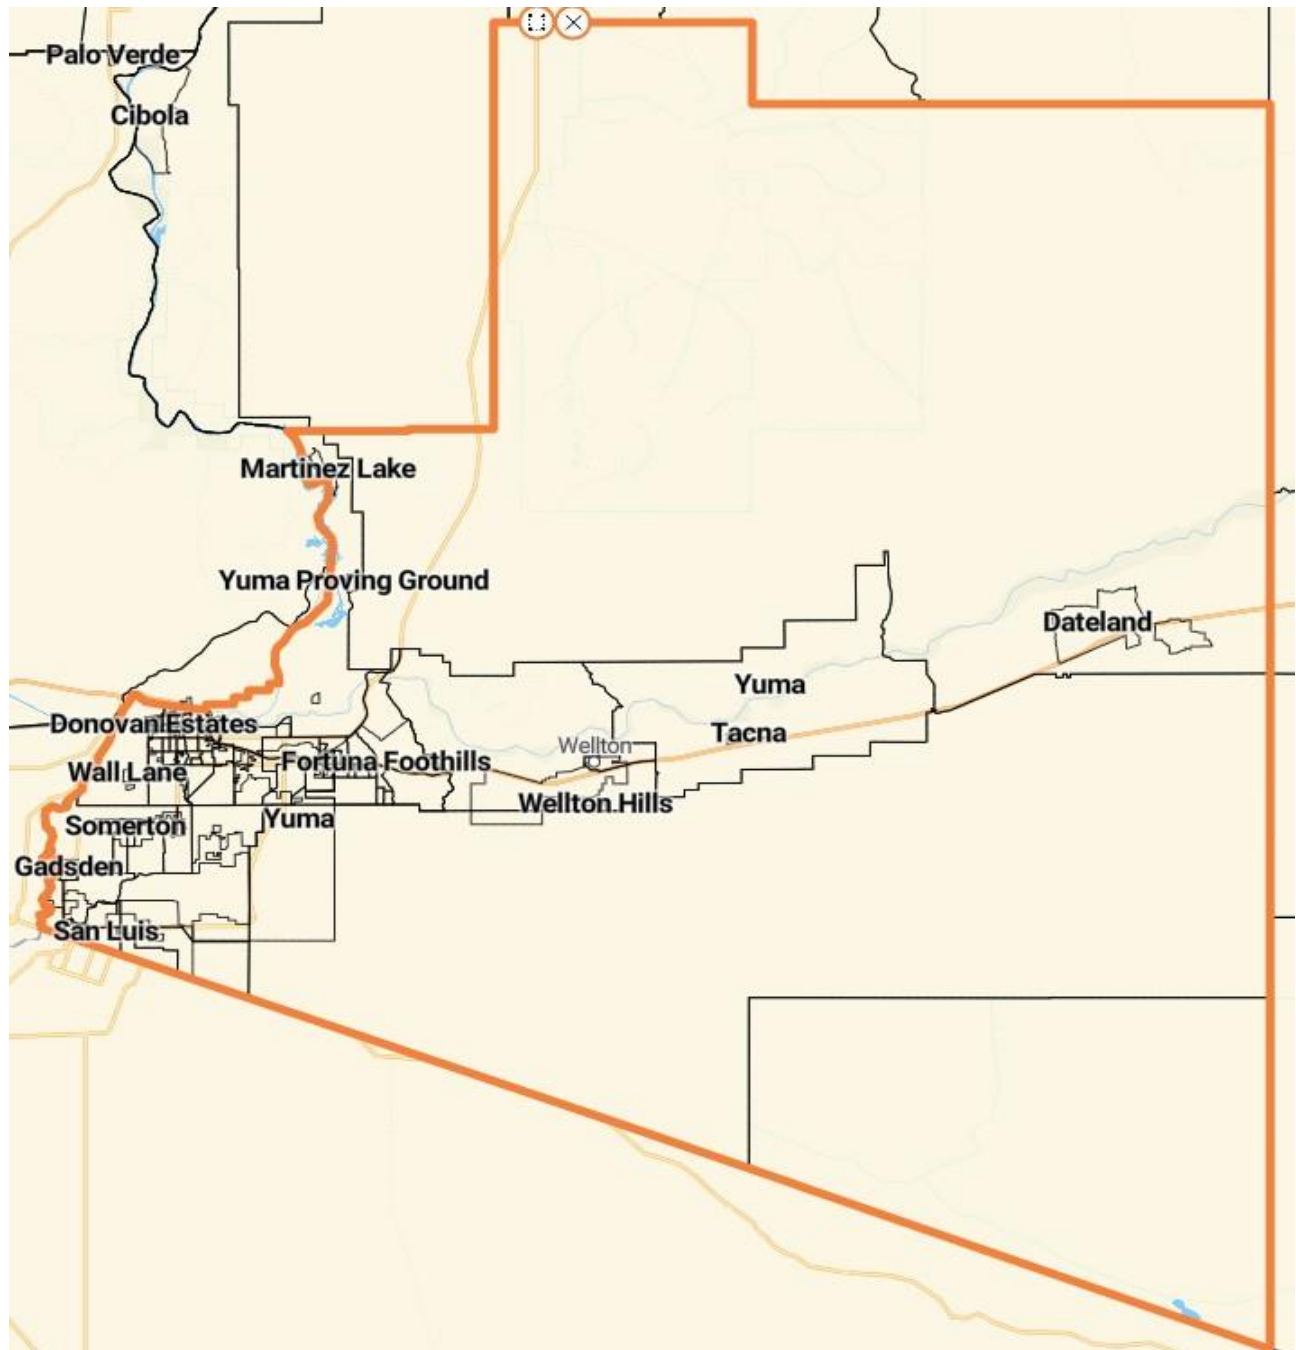 Palo Verde
Cibola
Martinez Lake
Yuma Proving Ground
Dateland
Yuma
Donovan Estates
Tacna
Wellton
Fortuna Foothills
Wall Lane
Wellton Hills
Somerton
Yuma
Gadsden
San Luis